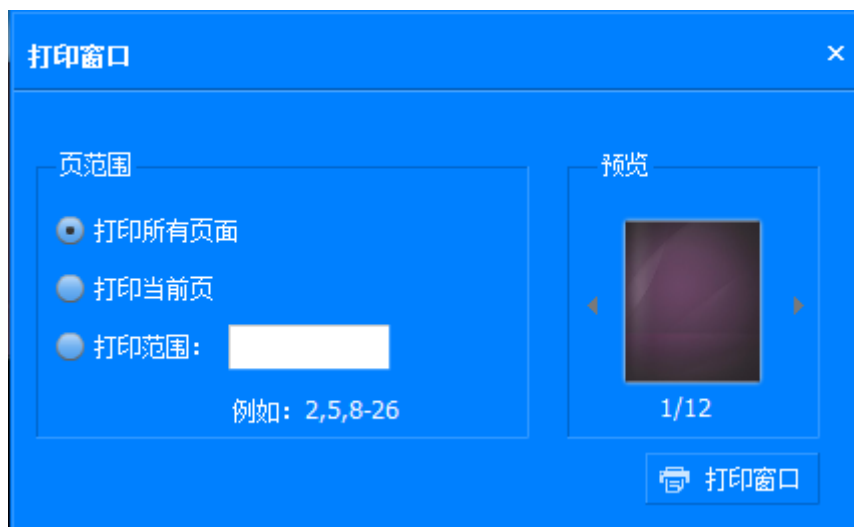 打印窗口
页范围
打印所有页面
打印当前页
打印范围：
例如：2,5,8-26
预览
1/12
打印窗口